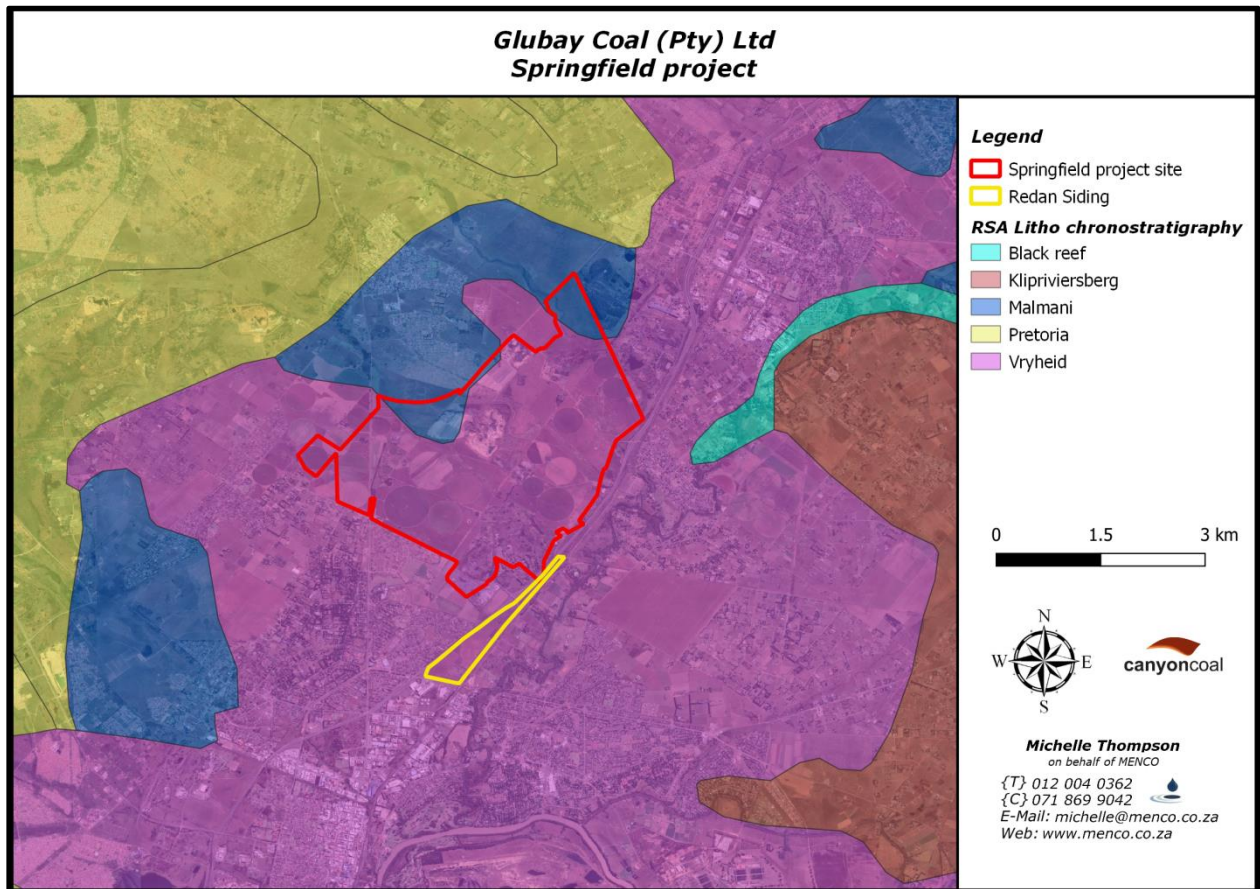 Glubay Coal (Pty) Ltd
Springfield project
Legend
Springfield project site
Redan Siding
RSA Litho chronostratigraphy
Black reef
Klipriviersberg
Malmani
Pretoria
Vryheid
0 1.5 3 km
N
W E
S
canyoncoal
Michelle Thompson
on behalf of MENCO
{T} 012 004 0362
{C} 071 869 9042
E-Mail: michelle@menco.co.za
Web: www.menco.co.za